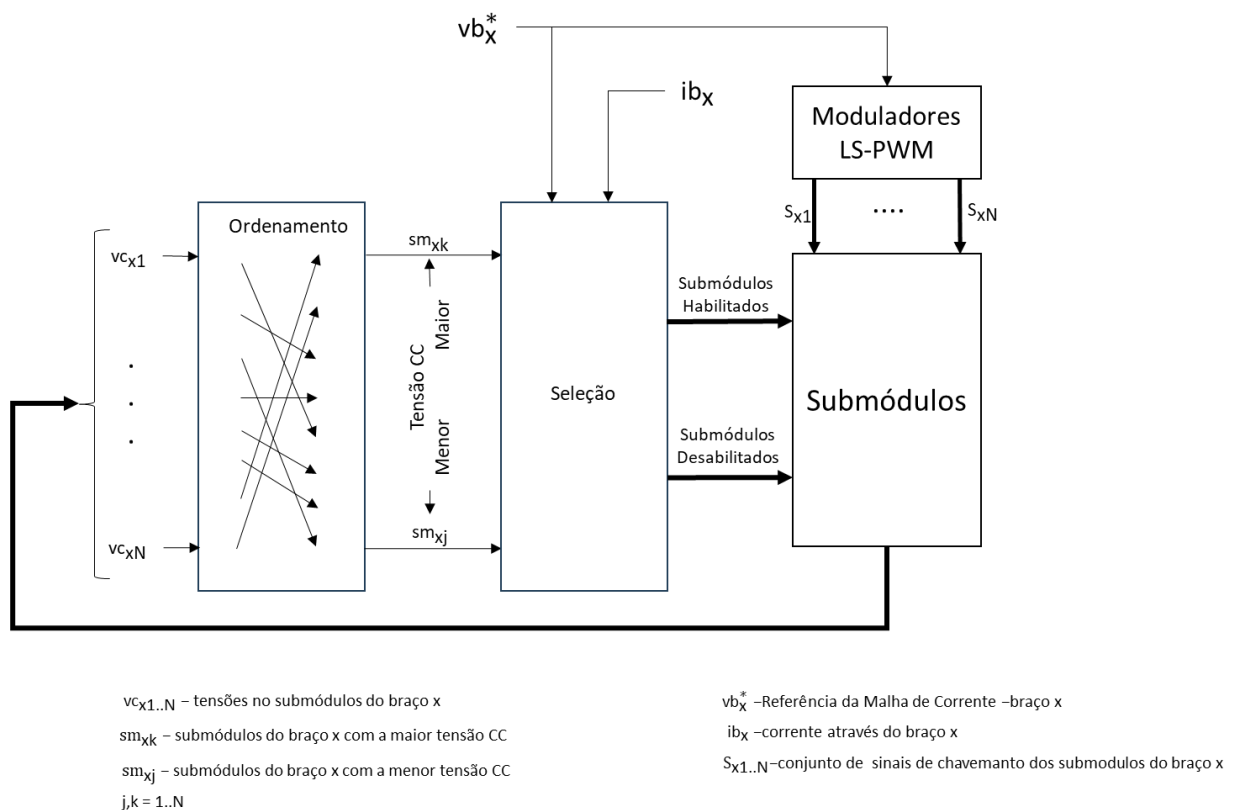 vb*x
ibx
Moduladores
LS-PWM
Sx1
....
SxN
Ordenamento
vcx1
smxk
Submódulos
Habilitados
Tensão CC
Menor Maior
Seleção
Submódulos
Submódulos
Desabilitados
vcxN
smxj
vcx1..N – tensões no submódulos do braço x
smxk – submódulos do braço x com a maior tensão CC
smxj – submódulos do braço x com a menor tensão CC
j,k = 1..N
vb*x –Referência da Malha de Corrente –braço x
ibx –corrente através do braço x
Sx1..N–conjunto de sinais de chavemanto dos submodulos do braço x